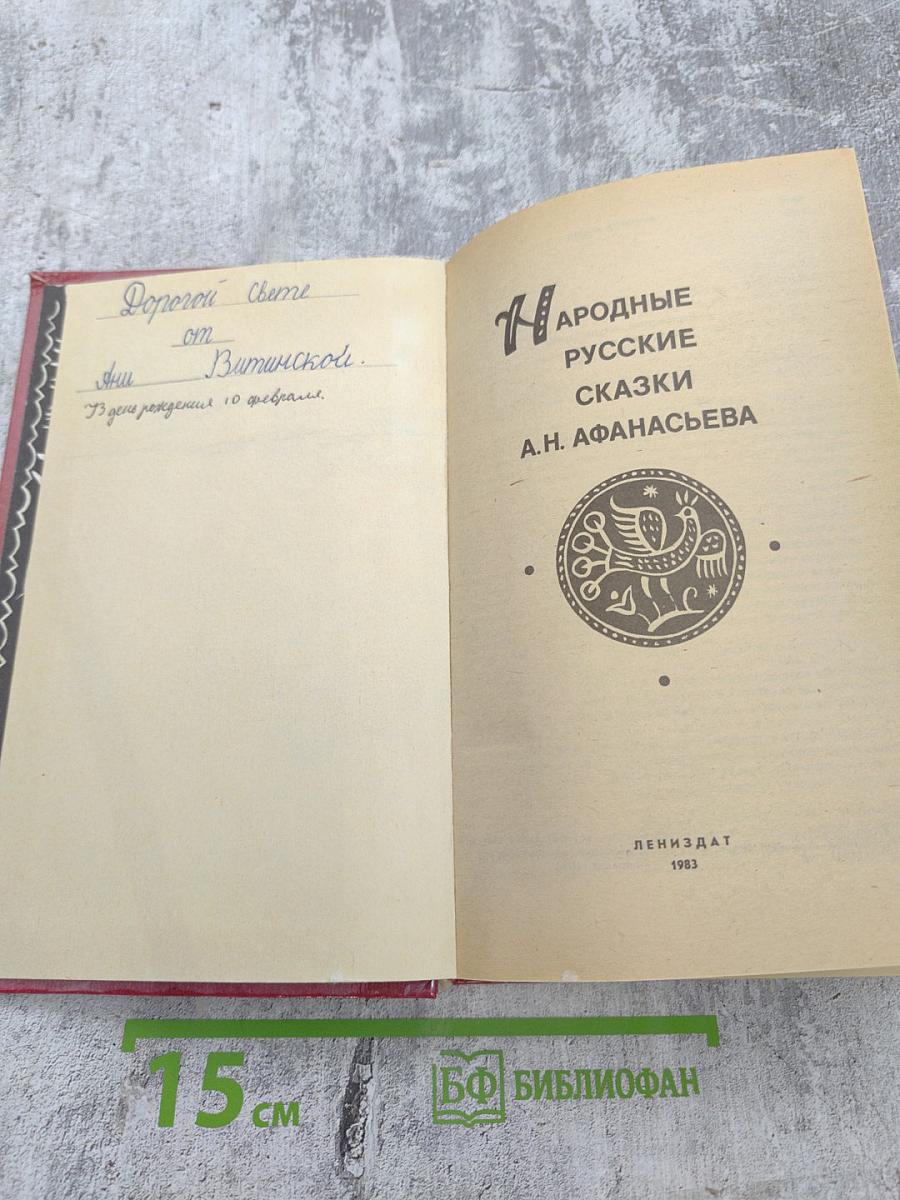 Дорогой Свете
от
Ани Витинской.
В день рождения 10 февраля.
НАРОДНЫЕ
РУССКИЕ
СКАЗКИ
А.Н. АФАНАСЬЕВА
ЛЕНИЗДАТ
1983
15 см
БФ БИБЛИОФАН